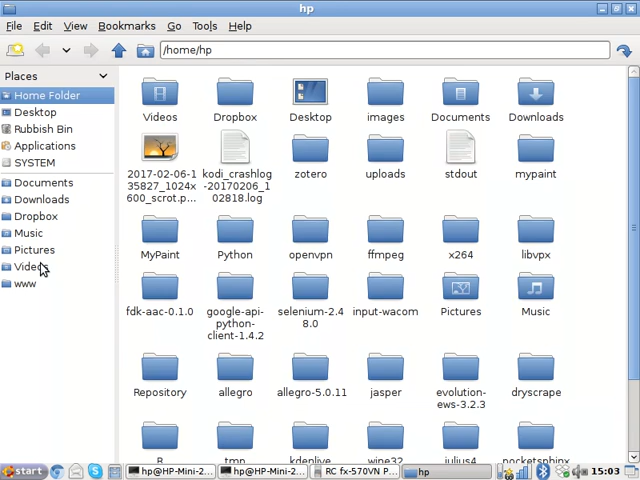 hp
File Edit View Bookmarks Go Tools Help
/home/hp
Places
Home Folder
Desktop
Rubbish Bin
Applications
SYSTEM
Documents
Downloads
Dropbox
Music
Pictures
Videos
www
Videos Dropbox Desktop images Documents Downloads
2017-02-06-1
35827_1024x
600_scrot.p...
kodi_crashlog
-20170206_1
02818.log
zotero uploads stdout mypaint
MyPaint Python openvpn ffmpeg x264 libvpx
fdk-aac-0.1.0
google-api-
python-
client-1.4.2
selenium-2.4
8.0
input-wacom Pictures Music
Repository allegro allegro-5.0.11 jasper
evolution-
ews-3.2.3
dryscrape
R tmp kdenlive wine32 julius4 pocketsphinx
start hp@HP-Mini-2... hp@HP-Mini-2... RC fx-570VN P... hp 15:03